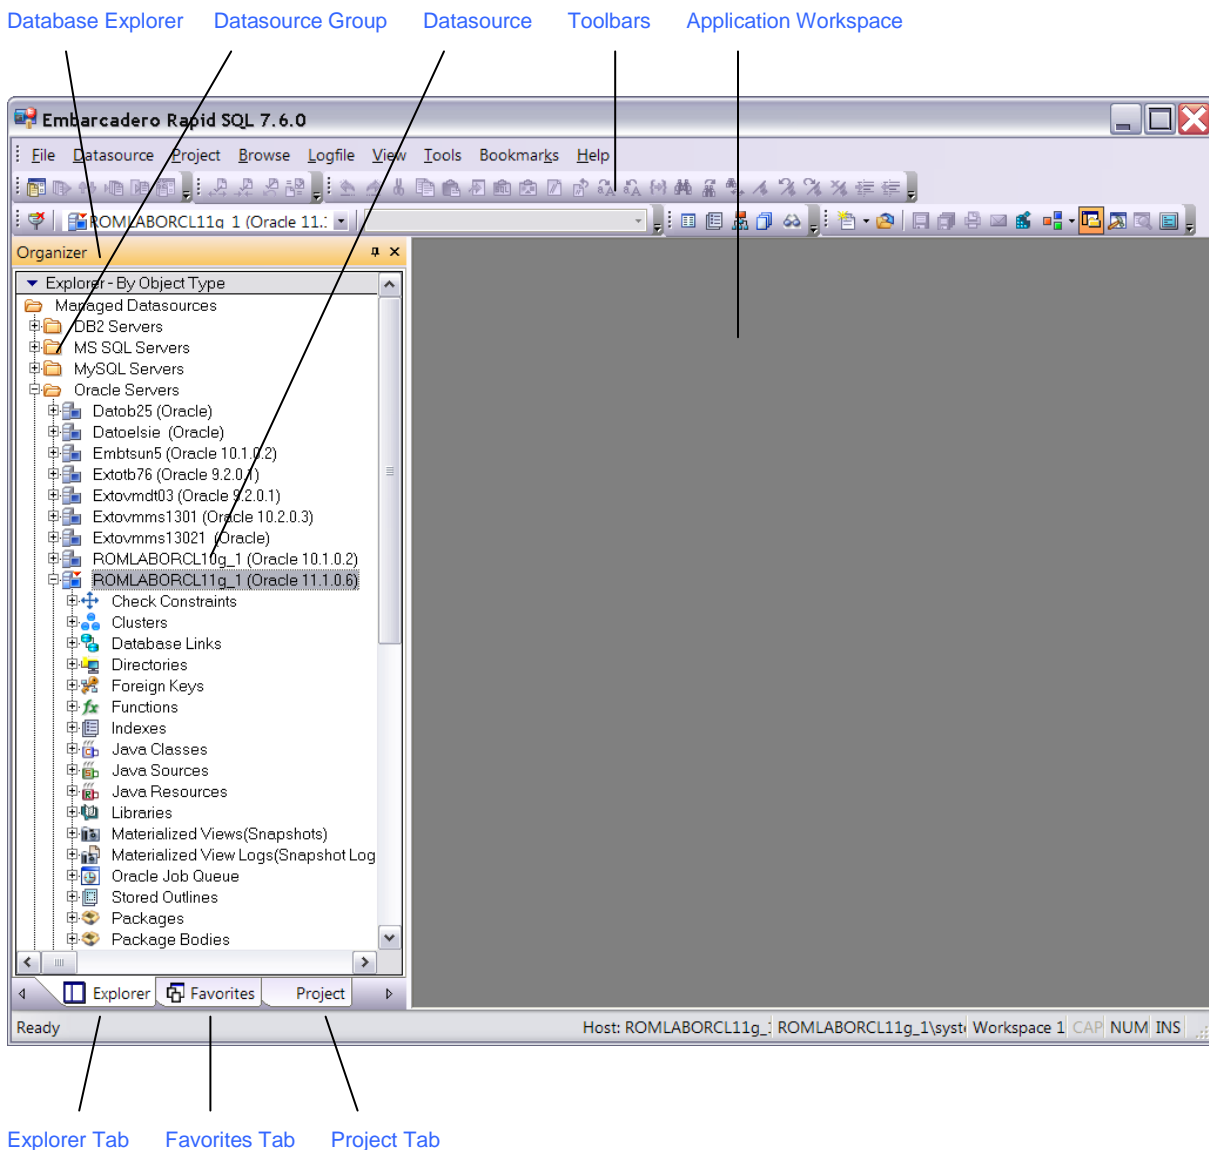 Database Explorer Datasource Group Datasource Toolbars Application Workspace
Embarcadero Rapid SQL 7.6.0
File Datasource Project Browse Logfile View Tools Bookmarks Help
ROMLABORCL11g_1 (Oracle 11.:
Organizer
Explorer - By Object Type
Managed Datasources
DB2 Servers
MS SQL Servers
MySQL Servers
Oracle Servers
Datob25 (Oracle)
Datoelsie (Oracle)
Embtsun5 (Oracle 10.1.0.2)
Extotb76 (Oracle 9.2.0.1)
Extovmdt03 (Oracle 9.2.0.1)
Extovmms1301 (Oracle 10.2.0.3)
Extovmms13021 (Oracle)
ROMLABORCL10g_1 (Oracle 10.1.0.2)
ROMLABORCL11g_1 (Oracle 11.1.0.6)
Check Constraints
Clusters
Database Links
Directories
Foreign Keys
Functions
Indexes
Java Classes
Java Sources
Java Resources
Libraries
Materialized Views(Snapshots)
Materialized View Logs(Snapshot Log
Oracle Job Queue
Stored Outlines
Packages
Package Bodies
Explorer Favorites Project
Ready Host: ROMLABORCL11g_: ROMLABORCL11g_1\syst Workspace 1 CAP NUM INS
Explorer Tab Favorites Tab Project Tab